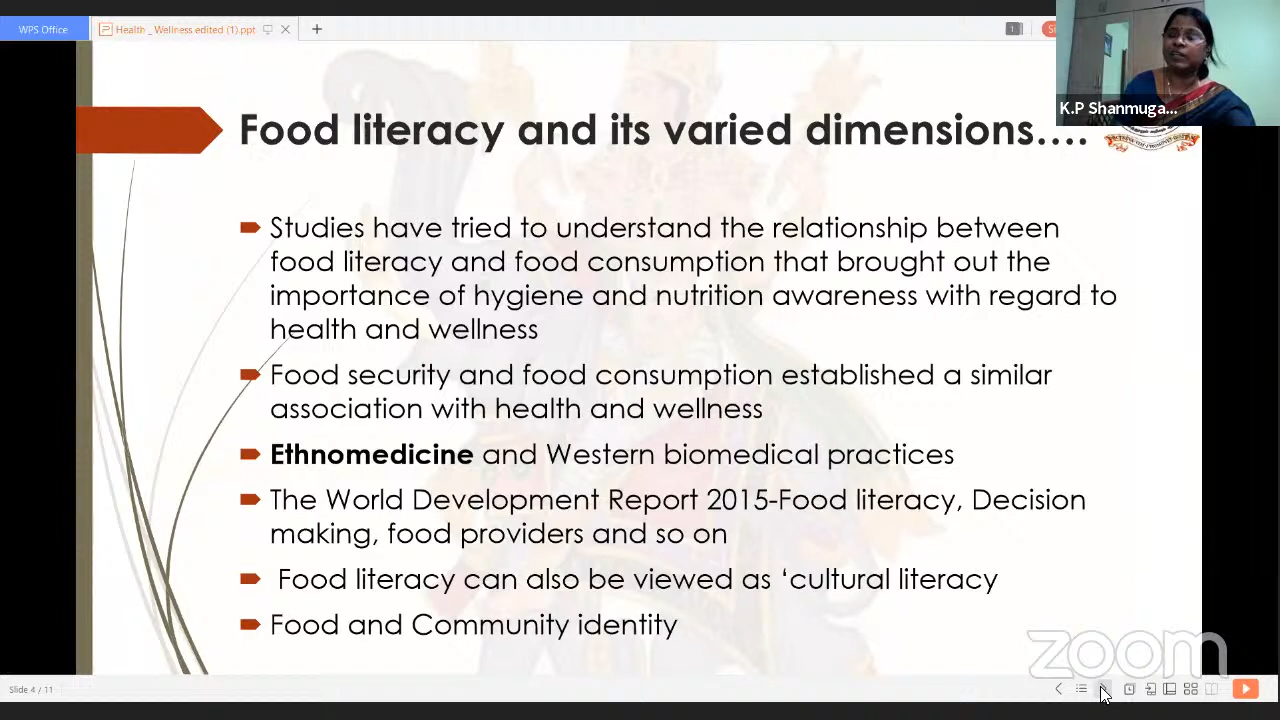 WPS Office
Health _ Wellness edited (1).ppt
1
K.P Shanmuga...
Food literacy and its varied dimensions….
Studies have tried to understand the relationship between
food literacy and food consumption that brought out the
importance of hygiene and nutrition awareness with regard to
health and wellness
Food security and food consumption established a similar
association with health and wellness
Ethnomedicine and Western biomedical practices
The World Development Report 2015-Food literacy, Decision
making, food providers and so on
Food literacy can also be viewed as ‘cultural literacy
Food and Community identity
zoom
Slide 4 / 11